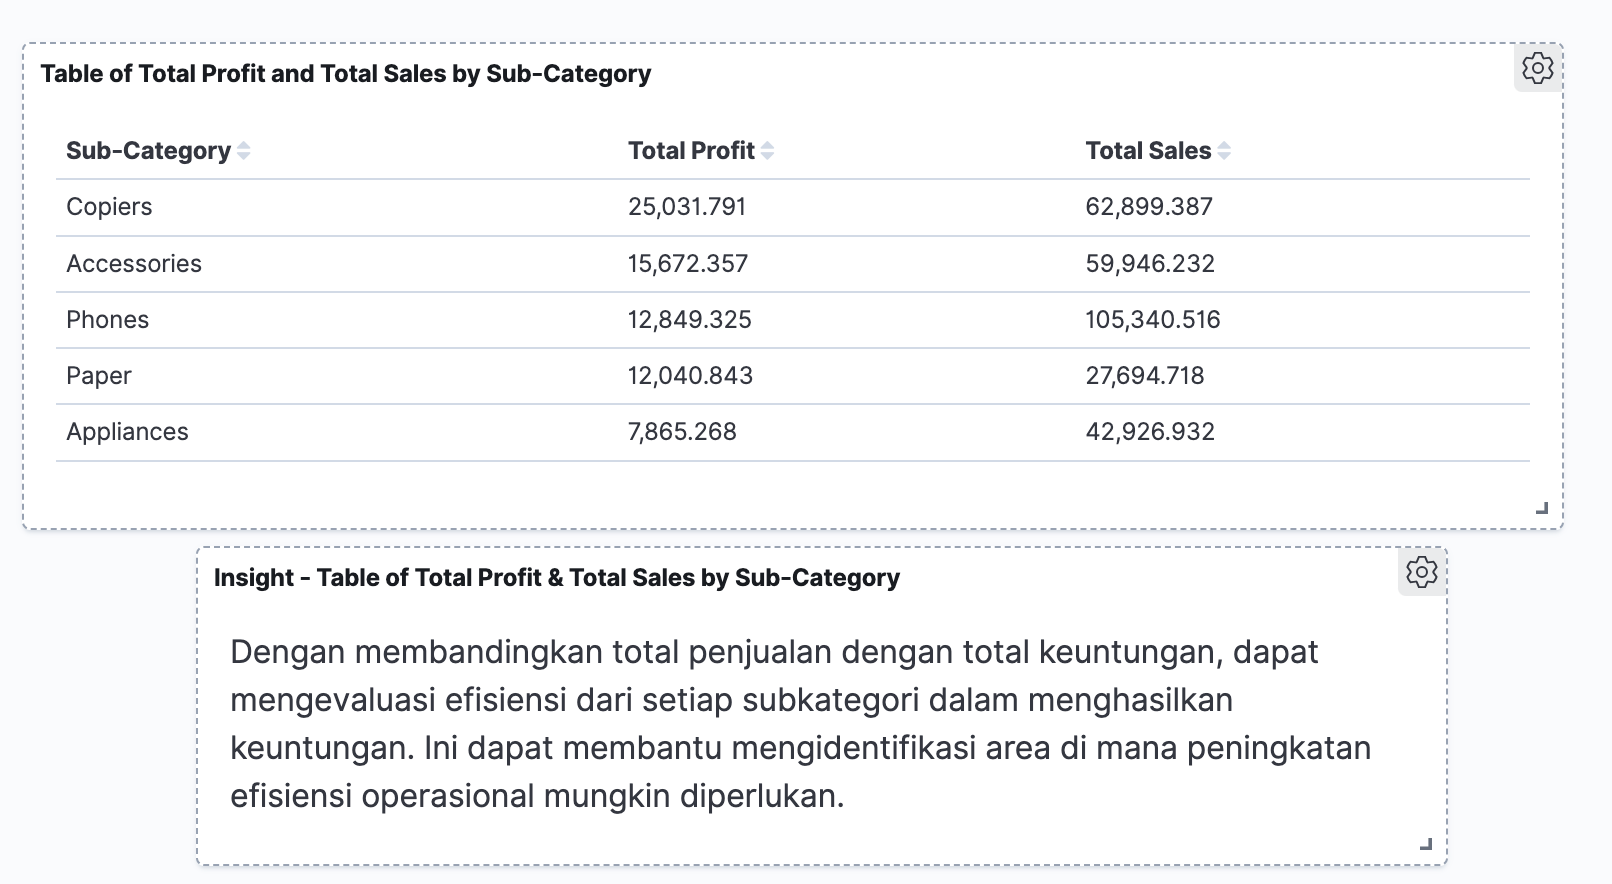 Table of Total Profit and Total Sales by Sub-Category
Sub-Category Total Profit Total Sales
Copiers 25,031.791 62,899.387
Accessories 15,672.357 59,946.232
Phones 12,849.325 105,340.516
Paper 12,040.843 27,694.718
Appliances 7,865.268 42,926.932
Insight - Table of Total Profit & Total Sales by Sub-Category
Dengan membandingkan total penjualan dengan total keuntungan, dapat
mengevaluasi efisiensi dari setiap subkategori dalam menghasilkan
keuntungan. Ini dapat membantu mengidentifikasi area di mana peningkatan
efisiensi operasional mungkin diperlukan.